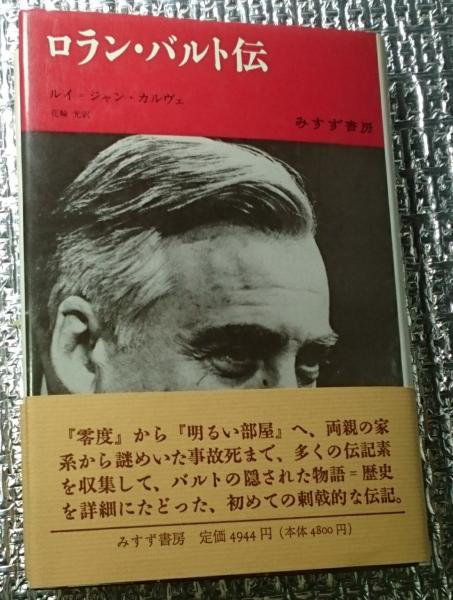 ロラン・バルト伝
ルイ=ジャン・カルヴェ
花輪 光訳
みすず書房
『零度』から『明るい部屋』へ、両親の家
系から謎めいた事故死まで、多くの伝記素
を収集して、バルトの隠された物語=歴史
を詳細にたどった、初めての刺戟的な伝記。
みすず書房 定価4944円(本体4800円)